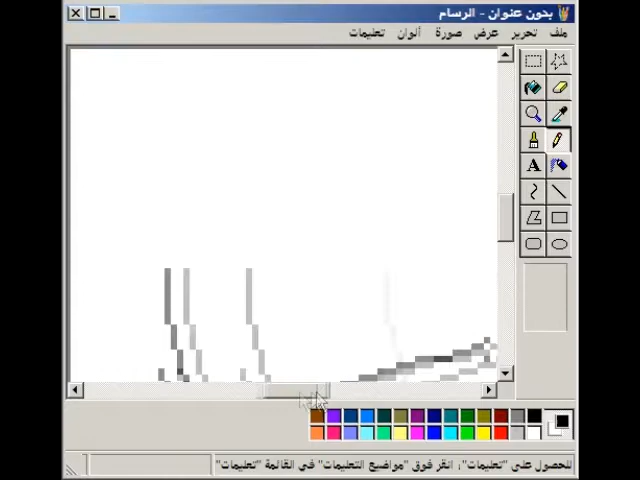 بدون عنوان - الرسام
ملف تحرير عرض صورة ألوان تعليمات
A
للحصول على "تعليمات"، انقر فوق "مواضيع التعليمات" في القائمة "تعليمات"